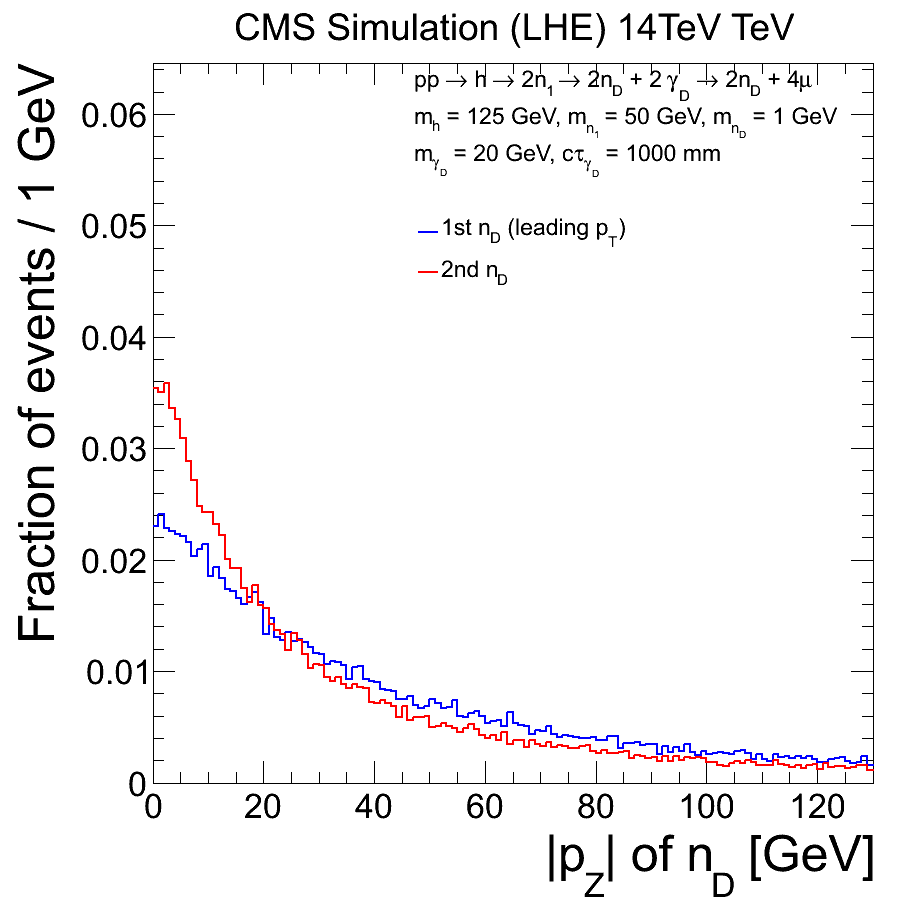 CMS Simulation (LHE) 14TeV TeV
pp → h → 2n₁ → 2n_D + 2 γ_D → 2n_D + 4μ
m_h = 125 GeV, m_n₁ = 50 GeV, m_n_D = 1 GeV
m_γ_D = 20 GeV, cτ_γ_D = 1000 mm
1st n_D (leading p_T)
2nd n_D
Fraction of events / 1 GeV
0.06
0.05
0.04
0.03
0.02
0.01
0
0 20 40 60 80 100 120
|p_Z| of n_D [GeV]